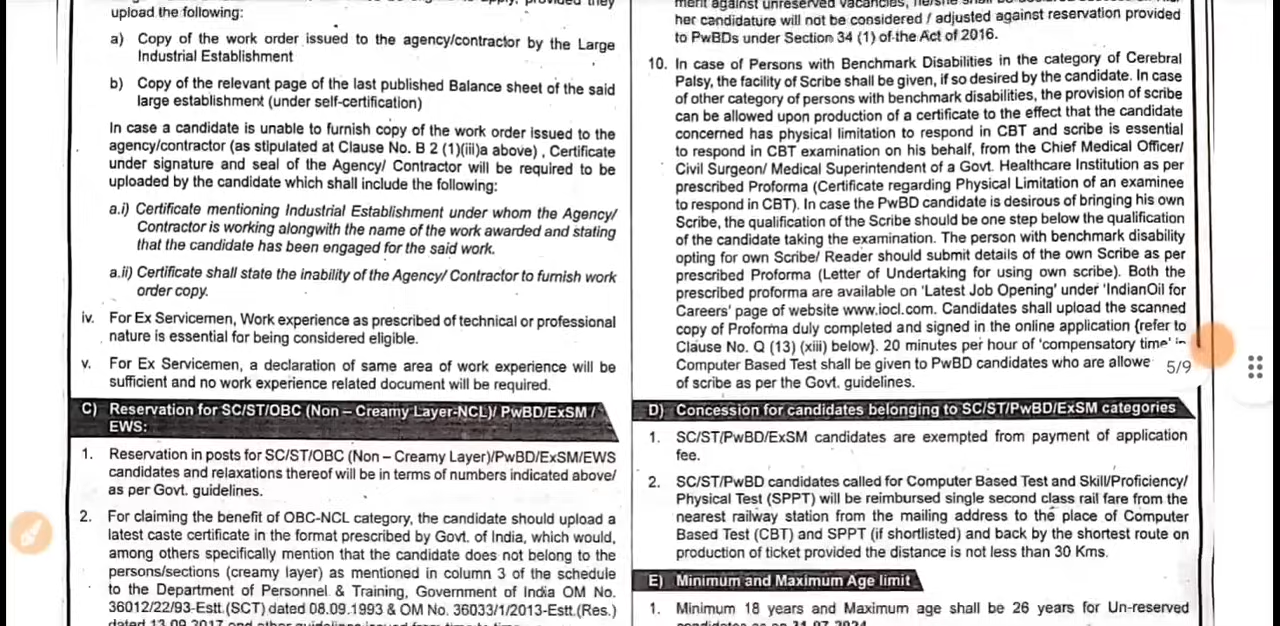 upload the following:
a) Copy of the work order issued to the agency/contractor by the Large
Industrial Establishment
b) Copy of the relevant page of the last published Balance sheet of the said
large establishment (under self-certification)
In case a candidate is unable to furnish copy of the work order issued to the
agency/contractor (as stipulated at Clause No. B 2 (1)(iii)a above) , Certificate
under signature and seal of the Agency/ Contractor will be required to be
uploaded by the candidate which shall include the following:
a.i) Certificate mentioning Industrial Establishment under whom the Agency/
Contractor is working alongwith the name of the work awarded and stating
that the candidate has been engaged for the said work.
a.ii) Certificate shall state the inability of the Agency/ Contractor to furnish work
order copy.
iv. For Ex Servicemen, Work experience as prescribed of technical or professional
nature is essential for being considered eligible.
v. For Ex Servicemen, a declaration of same area of work experience will be
sufficient and no work experience related document will be required.
C) Reservation for SC/ST/OBC (Non – Creamy Layer-NCL)/ PwBD/ExSM /
EWS:
1. Reservation in posts for SC/ST/OBC (Non – Creamy Layer)/PwBD/ExSM/EWS
candidates and relaxations thereof will be in terms of numbers indicated above/
as per Govt. guidelines.
2. For claiming the benefit of OBC-NCL category, the candidate should upload a
latest caste certificate in the format prescribed by Govt. of India, which would,
among others specifically mention that the candidate does not belong to the
persons/sections (creamy layer) as mentioned in column 3 of the schedule
to the Department of Personnel & Training, Government of India OM No.
36012/22/93-Estt.(SCT) dated 08.09.1993 & OM No. 36033/1/2013-Estt.(Res.)
merit against unreserved vacancies,
her candidature will not be considered / adjusted against reservation provided
to PwBDs under Section 34 (1) of the Act of 2016.
10. In case of Persons with Benchmark Disabilities in the category of Cerebral
Palsy, the facility of Scribe shall be given, if so desired by the candidate. In case
of other category of persons with benchmark disabilities, the provision of scribe
can be allowed upon production of a certificate to the effect that the candidate
concerned has physical limitation to respond in CBT and scribe is essential
to respond in CBT examination on his behalf, from the Chief Medical Officer/
Civil Surgeon/ Medical Superintendent of a Govt. Healthcare Institution as per
prescribed Proforma (Certificate regarding Physical Limitation of an examinee
to respond in CBT). In case the PwBD candidate is desirous of bringing his own
Scribe, the qualification of the Scribe should be one step below the qualification
of the candidate taking the examination. The person with benchmark disability
opting for own Scribe/ Reader should submit details of the own Scribe as per
prescribed Proforma (Letter of Undertaking for using own scribe). Both the
prescribed proforma are available on 'Latest Job Opening' under 'IndianOil for
Careers' page of website www.iocl.com. Candidates shall upload the scanned
copy of Proforma duly completed and signed in the online application {refer to
Clause No. Q (13) (xiii) below}. 20 minutes per hour of 'compensatory time' in
Computer Based Test shall be given to PwBD candidates who are allowe
5/9
of scribe as per the Govt. guidelines.
D) Concession for candidates belonging to SC/ST/PwBD/ExSM categories
1. SC/ST/PwBD/ExSM candidates are exempted from payment of application
fee.
2. SC/ST/PwBD candidates called for Computer Based Test and Skill/Proficiency/
Physical Test (SPPT) will be reimbursed single second class rail fare from the
nearest railway station from the mailing address to the place of Computer
Based Test (CBT) and SPPT (if shortlisted) and back by the shortest route on
production of ticket provided the distance is not less than 30 Kms.
E) Minimum and Maximum Age limit
1. Minimum 18 years and Maximum age shall be 26 years for Un-reserved